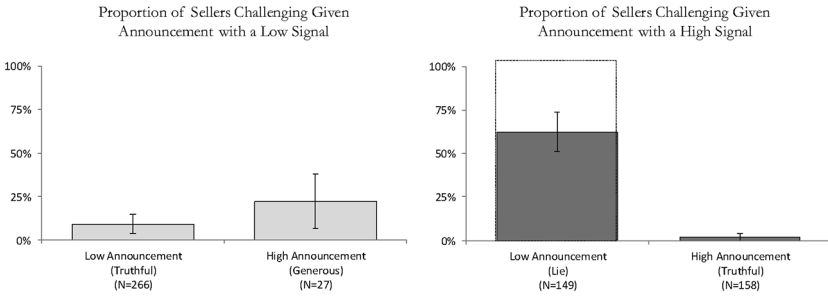 Proportion of Sellers Challenging Given
Announcement with a Low Signal
100%
75%
50%
25%
0%
Low Announcement
(Truthful)
(N=266)
High Announcement
(Generous)
(N=27)
Proportion of Sellers Challenging Given
Announcement with a High Signal
100%
75%
50%
25%
0%
Low Announcement
(Lie)
(N=149)
High Announcement
(Truthful)
(N=158)